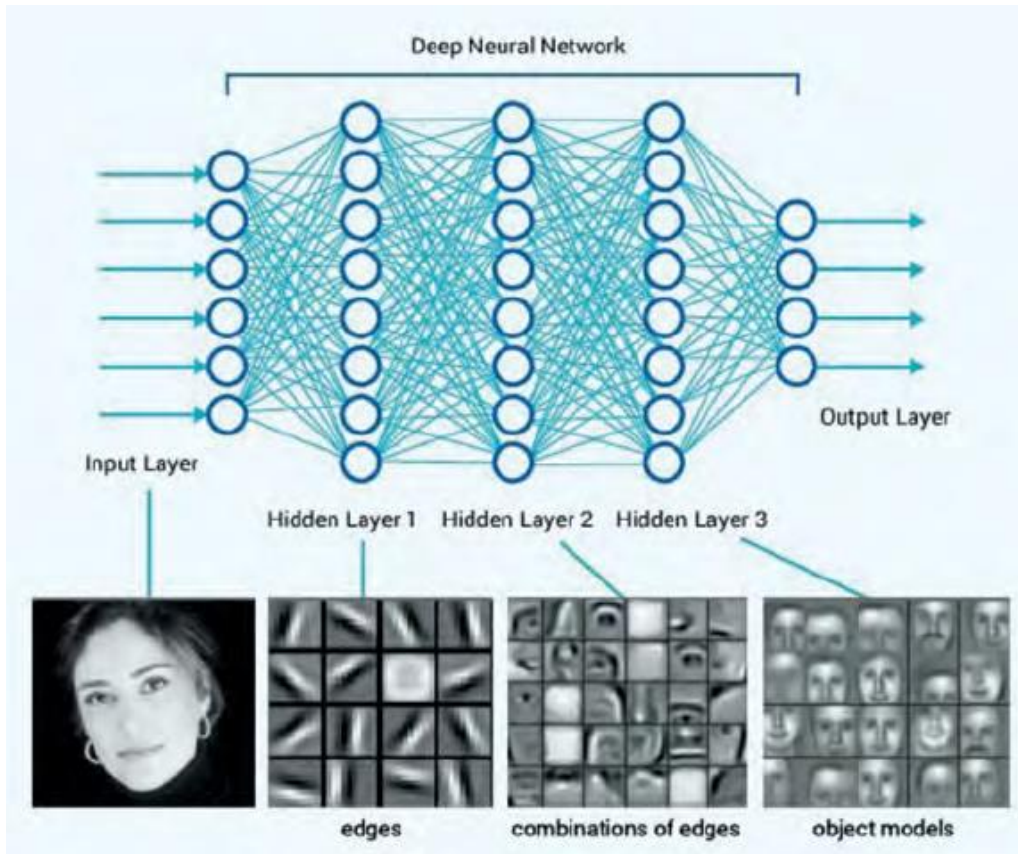 Deep Neural Network
Output Layer
Input Layer
Hidden Layer 1 Hidden Layer 2 Hidden Layer 3
edges combinations of edges object models